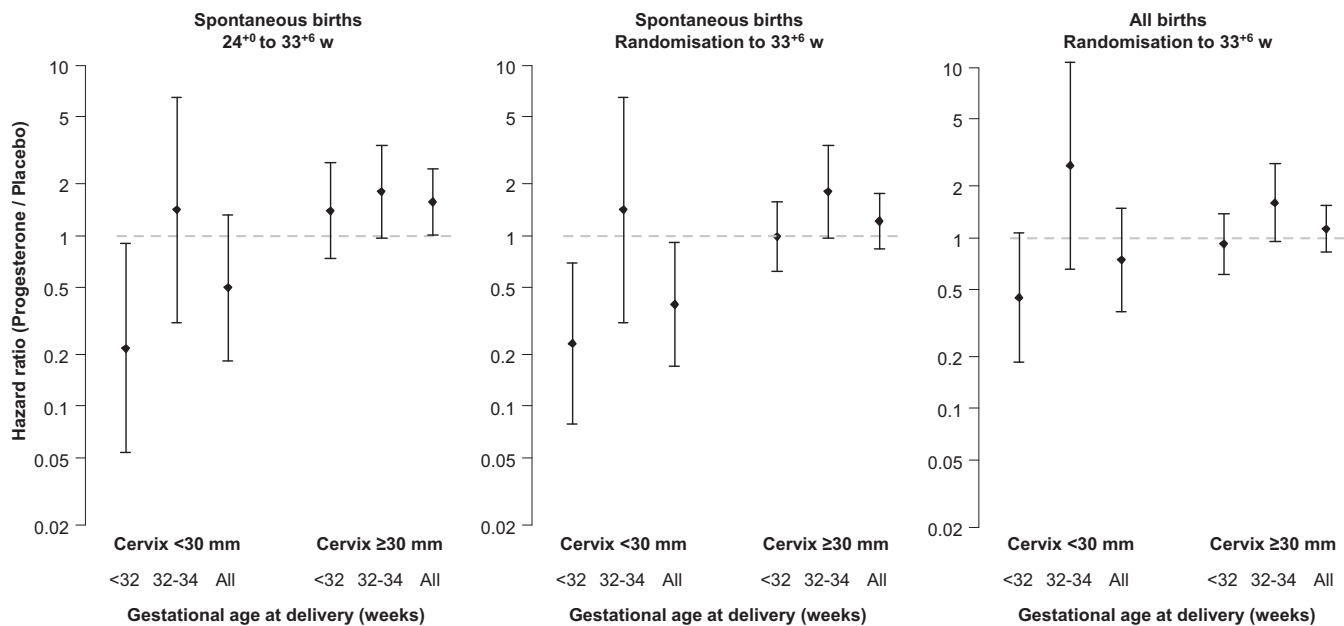 Spontaneous births
24⁺⁰ to 33⁺⁶ w
Spontaneous births
Randomisation to 33⁺⁶ w
All births
Randomisation to 33⁺⁶ w
Hazard ratio (Progesterone / Placebo)
10
5
2
1
0.5
0.2
0.1
0.05
0.02
10
5
2
1
0.5
0.2
0.1
0.05
0.02
10
5
2
1
0.5
0.2
0.1
0.05
0.02
Cervix <30 mm Cervix ≥30 mm
<32 32-34 All <32 32-34 All
Gestational age at delivery (weeks)
Cervix <30 mm Cervix ≥30 mm
<32 32-34 All <32 32-34 All
Gestational age at delivery (weeks)
Cervix <30 mm Cervix ≥30 mm
<32 32-34 All <32 32-34 All
Gestational age at delivery (weeks)